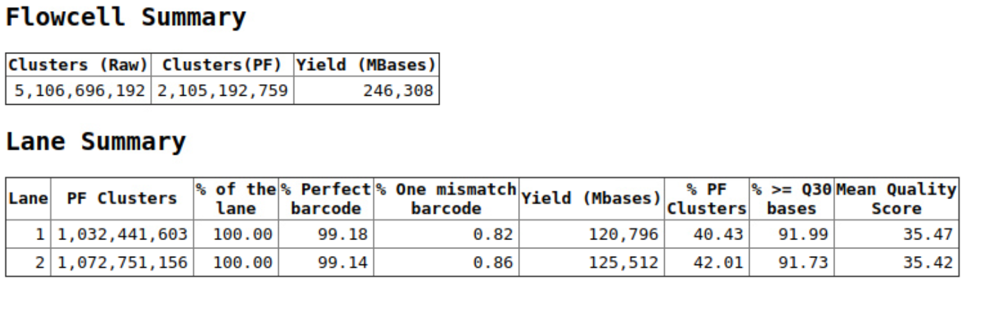 Flowcell Summary
Clusters (Raw) Clusters(PF) Yield (MBases)
5,106,696,192 2,105,192,759 246,308
Lane Summary
Lane PF Clusters % of the lane % Perfect barcode % One mismatch barcode Yield (Mbases) % PF Clusters % >= Q30 bases Mean Quality Score
1 1,032,441,603 100.00 99.18 0.82 120,796 40.43 91.99 35.47
2 1,072,751,156 100.00 99.14 0.86 125,512 42.01 91.73 35.42